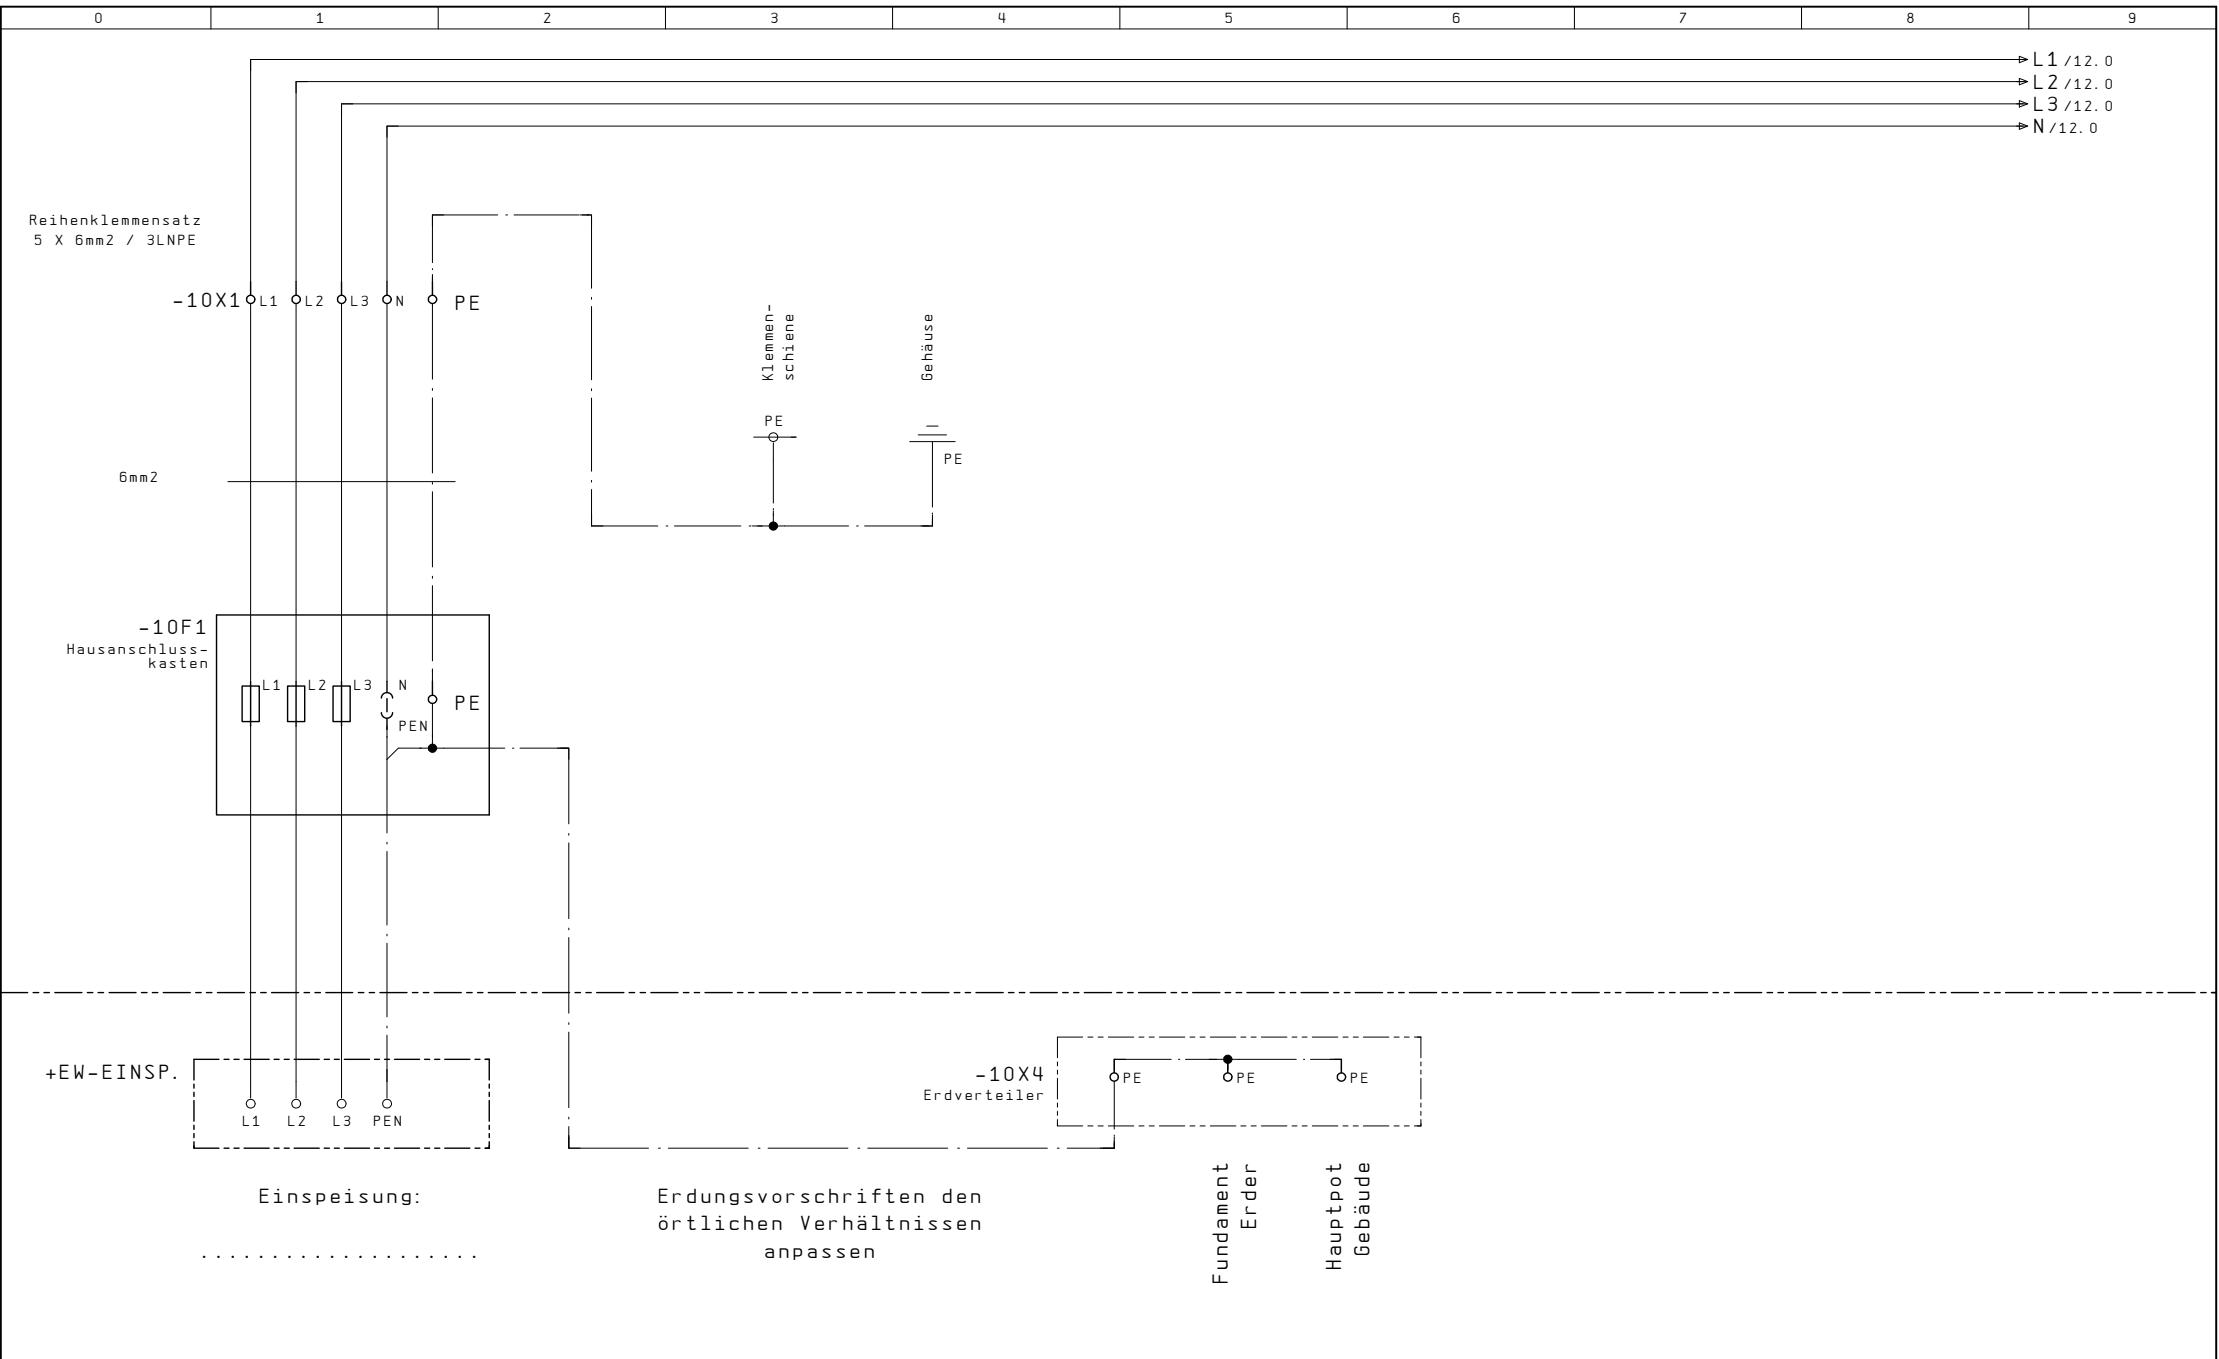 0 1 2 3 4 5 6 7 8 9
L1 /12.0
L2 /12.0
L3 /12.0
N /12.0
Reihenklemmensatz
5 X 6mm2 / 3LNPE
-10X1 L1 L2 L3 N PE
Klemmen-
schiene
Gehäuse
PE
PE
6mm2
-10F1
Hausanschluss-
kasten
L1 L2 L3 N
PE
PEN
+EW-EINSP.
L1 L2 L3 PEN
-10X4
Erdverteiler
PE PE PE
Einspeisung:
....................
Erdungsvorschriften den
örtlichen Verhältnissen
anpassen
Fundament
Erder
Hauptpot
Gebäude